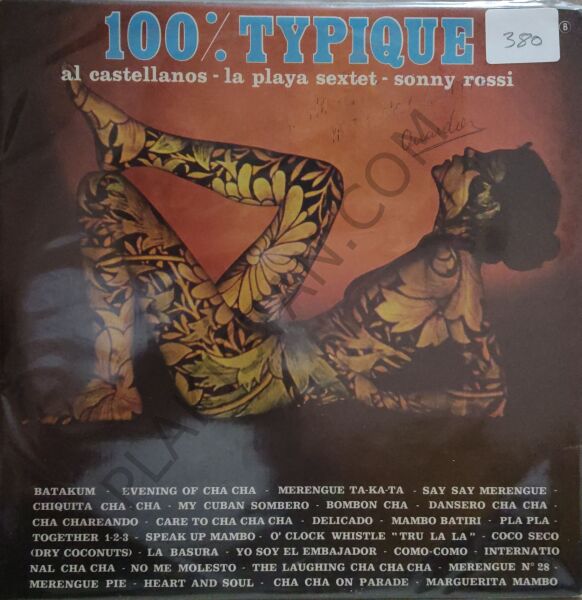 100% TYPIQUE
380
B
al castellanos - la playa sextet - sonny rossi
BATAKUM - EVENING OF CHA CHA - MERENGUE TA-KA-TA - SAY SAY MERENGUE -
CHIQUITA CHA - CHA - MY CUBAN SOMBERO - BOMBON CHA - DANSERO CHA CHA
CHA CHAREANDO - CARE TO CHA CHA CHA - DELICADO - MAMBO BATIRI - PLA PLA -
TOGETHER 1-2-3 - SPEAK UP MAMBO - O' CLOCK WHISTLE "TRU LA LA" - COCO SECO
(DRY COCONUTS) - LA BASURA - YO SOY EL EMBAJADOR - COMO-COMO - INTERNATIO
NAL CHA CHA - NO ME MOLESTO - THE LAUGHING CHA CHA CHA - MERENGUE N° 28 -
MERENGUE PIE - HEART AND SOUL - CHA CHA ON PARADE - MARGUERITA MAMBO